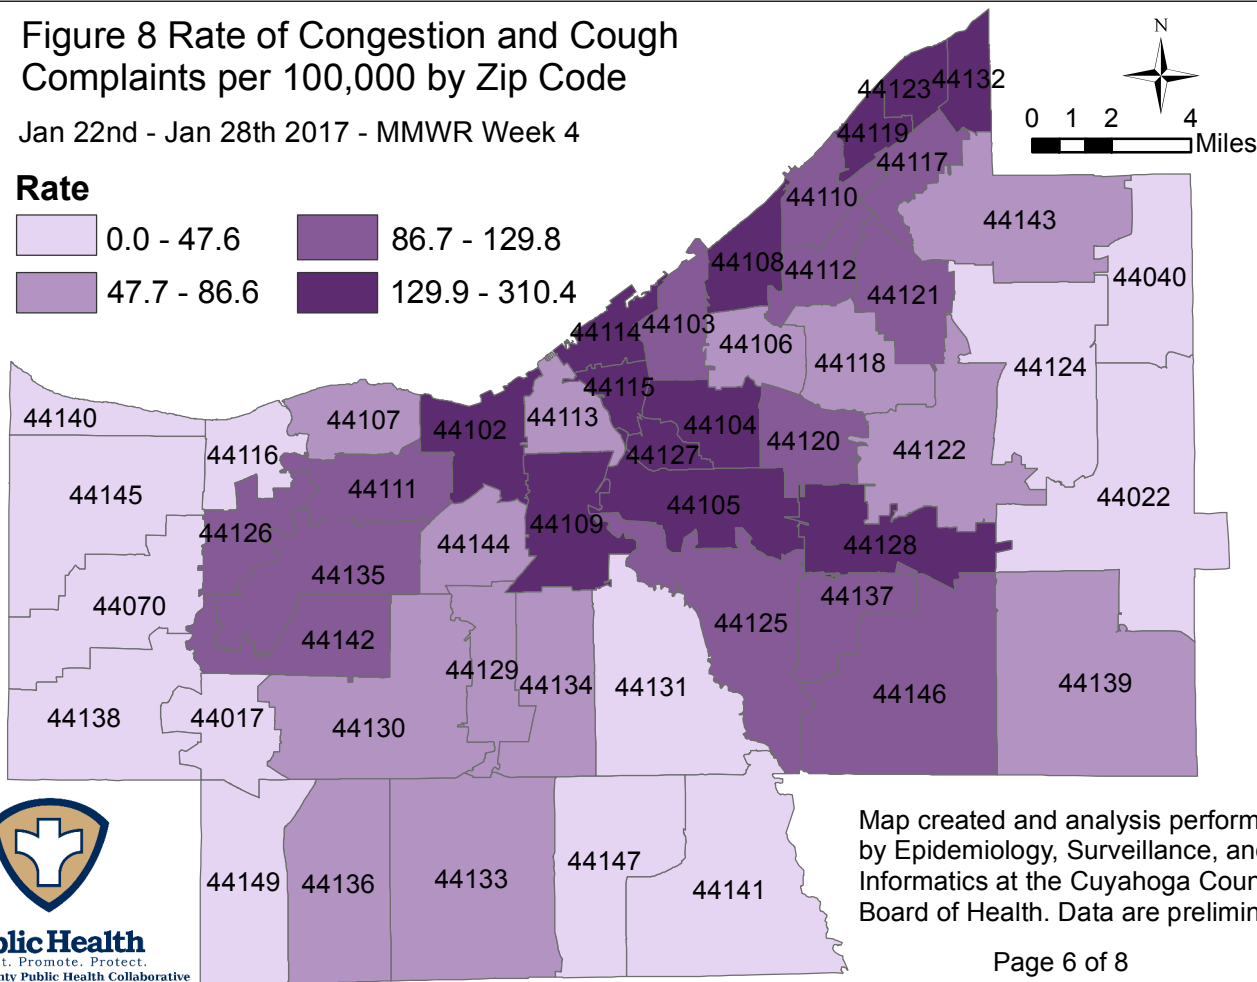 Figure 8 Rate of Congestion and Cough
Complaints per 100,000 by Zip Code
Jan 22nd - Jan 28th 2017 - MMWR Week 4
Rate
0.0 - 47.6
86.7 - 129.8
47.7 - 86.6
129.9 - 310.4
N
0 1 2 4
Miles
44132
44123
44119
44117
44110
44143
44108
44112
44040
44121
44114
44103
44106
44118
44124
44115
44140
44107
44113
44102
44104
44120
44116
44127
44122
44145
44111
44105
44022
44126
44109
44144
44128
44135
44070
44137
44142
44125
44129
44134
44131
44139
44146
44138
44017
44130
44147
44149
44136
44133
44141
Map created and analysis perform
by Epidemiology, Surveillance, an
Informatics at the Cuyahoga Coun
Board of Health. Data are prelimin
Page 6 of 8
blic Health
t. Promote. Protect.
nty Public Health Collaborative